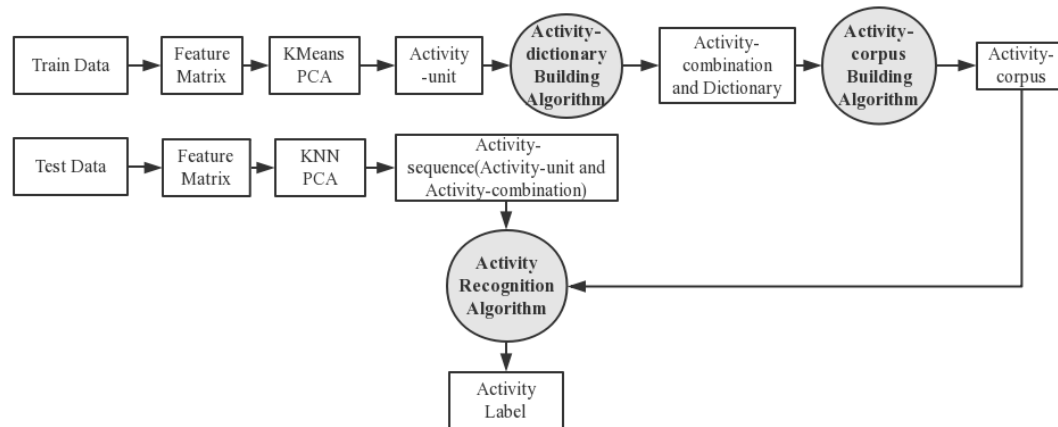 Train Data
Feature
Matrix
KMeans
PCA
Activity
-unit
Activity-
dictionary
Building
Algorithm
Activity-
combination
and Dictionary
Activity-
corpus
Building
Algorithm
Activity-
corpus
Test Data
Feature
Matrix
KNN
PCA
Activity-
sequence(Activity-unit and
Activity-combination)
Activity
Recognition
Algorithm
Activity
Label